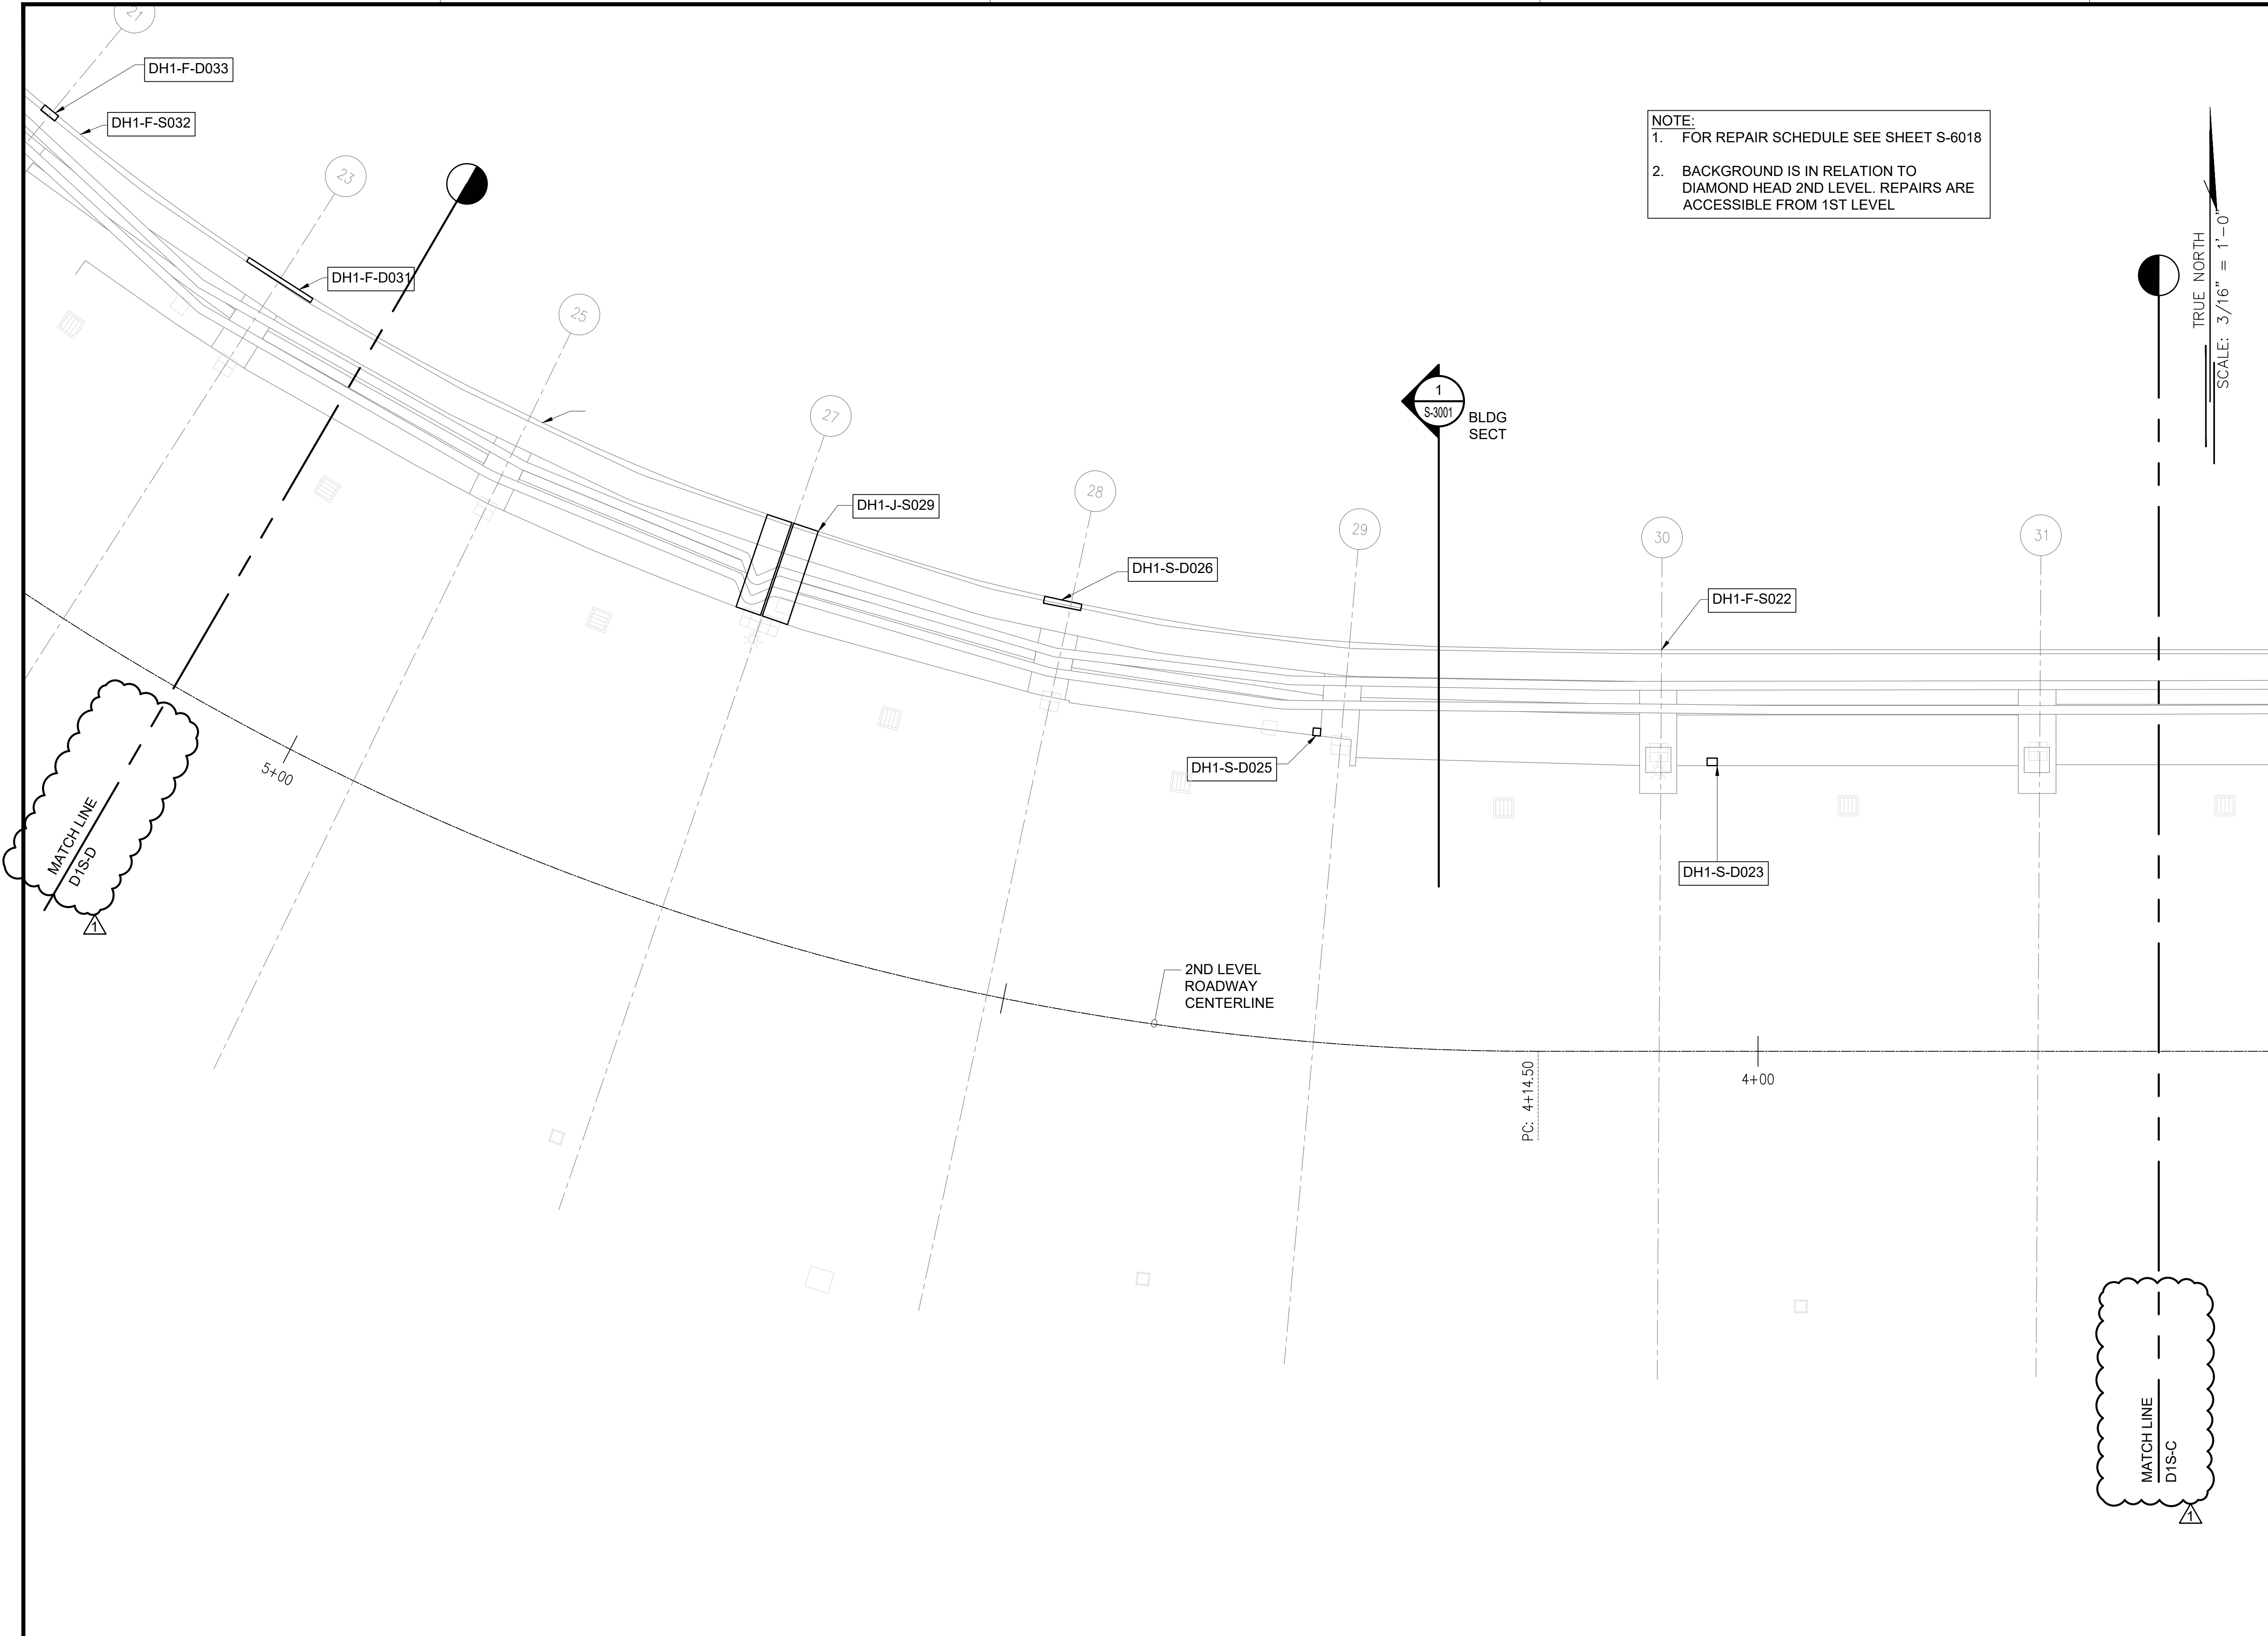 21
DH1-F-D033
DH1-F-S032
23
DH1-F-D031
25
27
DH1-J-S029
28
DH1-S-D026
29
DH1-S-D025
1
S-3001
BLDG
SECT
30
DH1-F-S022
31
DH1-S-D023
NOTE:
1. FOR REPAIR SCHEDULE SEE SHEET S-6018
2. BACKGROUND IS IN RELATION TO
DIAMOND HEAD 2ND LEVEL. REPAIRS ARE
ACCESSIBLE FROM 1ST LEVEL
TRUE NORTH
SCALE: 3/16" = 1'-0"
5+00
MATCH LINE
D1S-D
1
2ND LEVEL
ROADWAY
CENTERLINE
PC: 4+14.50
4+00
MATCH LINE
D1S-C
1